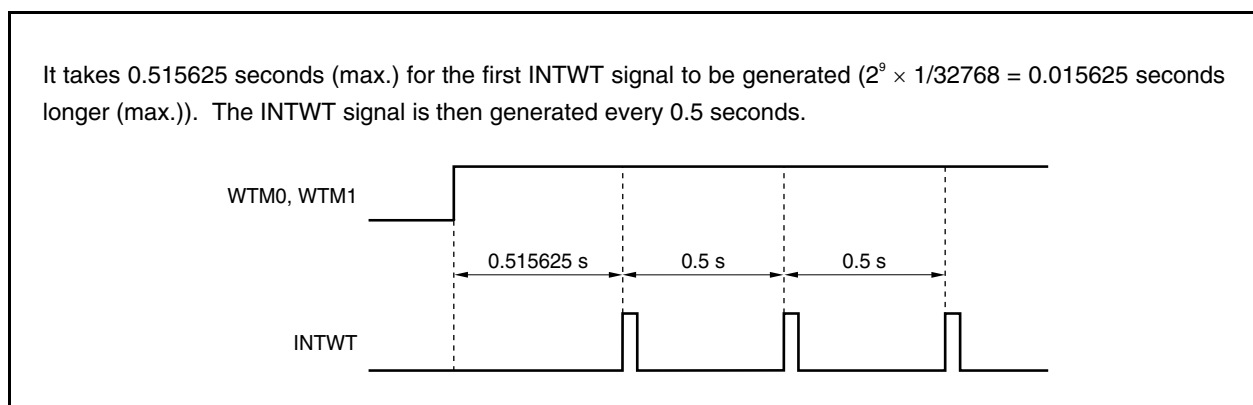 It takes 0.515625 seconds (max.) for the first INTWT signal to be generated (2⁹ × 1/32768 = 0.015625 seconds
longer (max.)). The INTWT signal is then generated every 0.5 seconds.
WTM0, WTM1
0.515625 s
0.5 s
0.5 s
INTWT